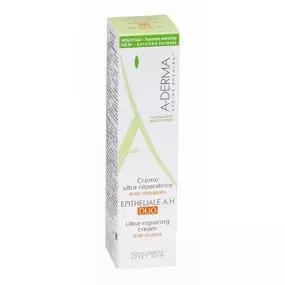 NOUVEAU - Formule enrichie
NEW - Enriched formula
A-DERMA
Crème
ultra-réparatrice
Anti-marques
EPITHELIALE A.H
DUO
Ultra-repairing
cream
Anti-marks